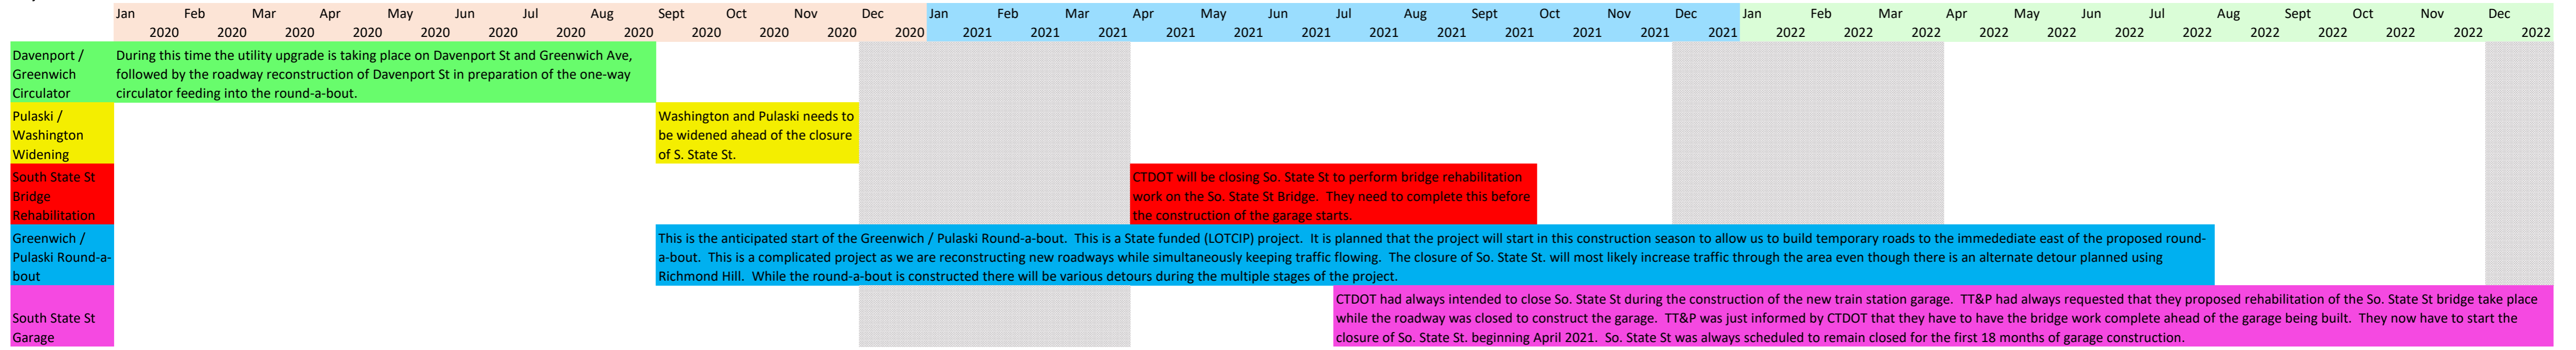 Jan Feb Mar Apr May Jun Jul Aug Sept Oct Nov Dec Jan Feb Mar Apr May Jun Jul Aug Sept Oct Nov Dec Jan Feb Mar Apr May Jun Jul Aug Sept Oct Nov Dec
2020 2020 2020 2020 2020 2020 2020 2020 2020 2020 2020 2020 2021 2021 2021 2021 2021 2021 2021 2021 2021 2021 2021 2021 2022 2022 2022 2022 2022 2022 2022 2022 2022 2022 2022 2022
Davenport /
Greenwich
Circulator
During this time the utility upgrade is taking place on Davenport St and Greenwich Ave,
followed by the roadway reconstruction of Davenport St in preparation of the one-way
circulator feeding into the round-a-bout.
Pulaski /
Washington
Widening
Washington and Pulaski needs to
be widened ahead of the closure
of S. State St.
South State St
Bridge
Rehabilitation
CTDOT will be closing So. State St to perform bridge rehabilitation
work on the So. State St Bridge. They need to complete this before
the construction of the garage starts.
Greenwich /
Pulaski Round-a-
bout
This is the anticipated start of the Greenwich / Pulaski Round-a-bout. This is a State funded (LOTCIP) project. It is planned that the project will start in this construction season to allow us to build temporary roads to the immedediate east of the proposed round-
a-bout. This is a complicated project as we are reconstructing new roadways while simultaneously keeping traffic flowing. The closure of So. State St. will most likely increase traffic through the area even though there is an alternate detour planned using
Richmond Hill. While the round-a-bout is constructed there will be various detours during the multiple stages of the project.
South State St
Garage
CTDOT had always intended to close So. State St during the construction of the new train station garage. TT&P had always requested that they proposed rehabilitation of the So. State St bridge take place
while the roadway was closed to construct the garage. TT&P was just informed by CTDOT that they have to have the bridge work complete ahead of the garage being built. They now have to start the
closure of So. State St. beginning April 2021. So. State St was always scheduled to remain closed for the first 18 months of garage construction.